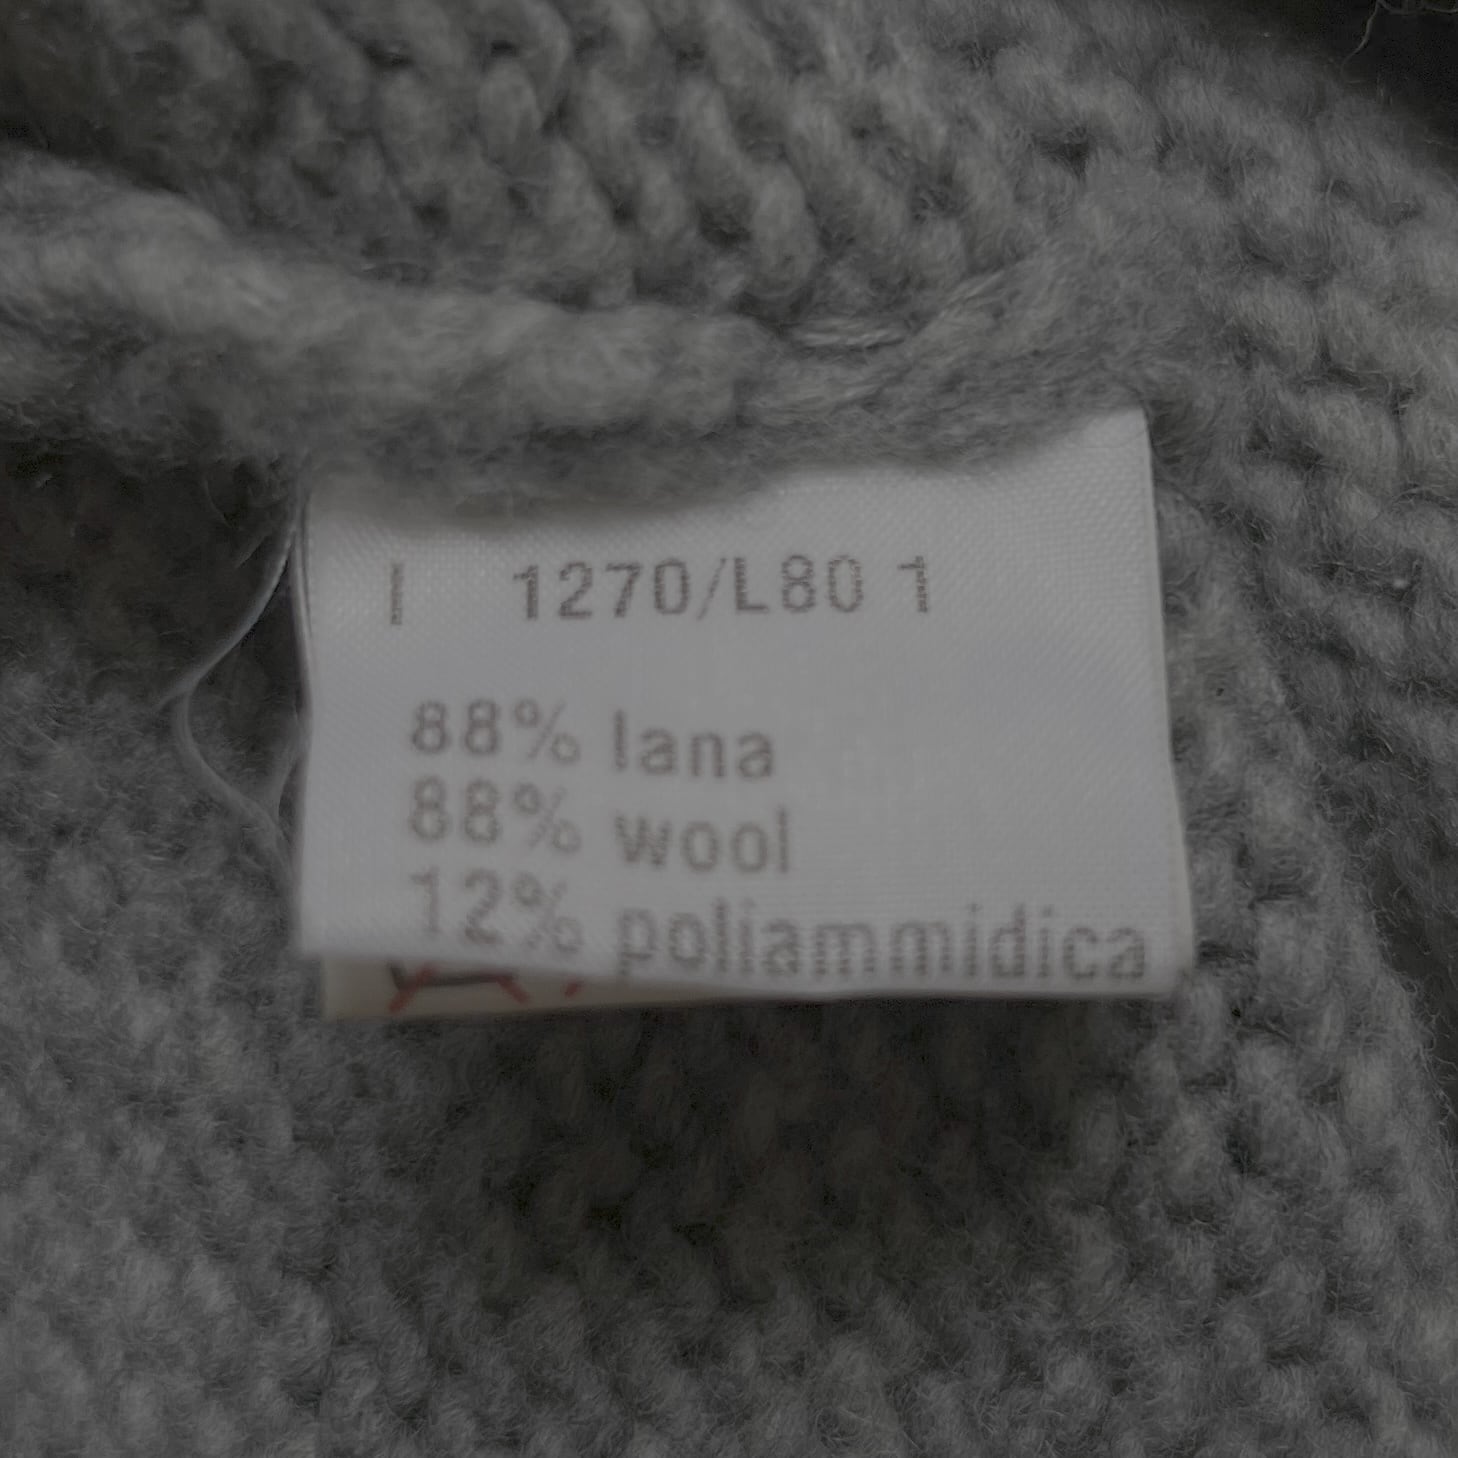 I 1270/L80 1
88% lana
88% wool
12% poliammidica